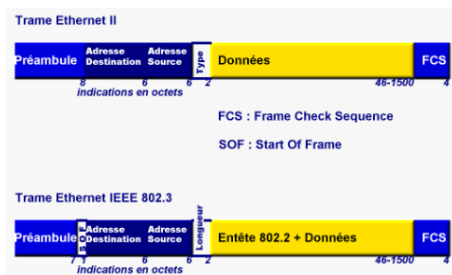 Trame Ethernet II
Préambule Adresse Destination Adresse Source Type Données FCS
8 6 6 2 46-1500 4
indications en octets
FCS : Frame Check Sequence
SOF : Start Of Frame
Trame Ethernet IEEE 802.3
Préambule SOF Adresse Destination Adresse Source Longueur Entête 802.2 + Données FCS
7 1 6 6 2 46-1500 4
indications en octets